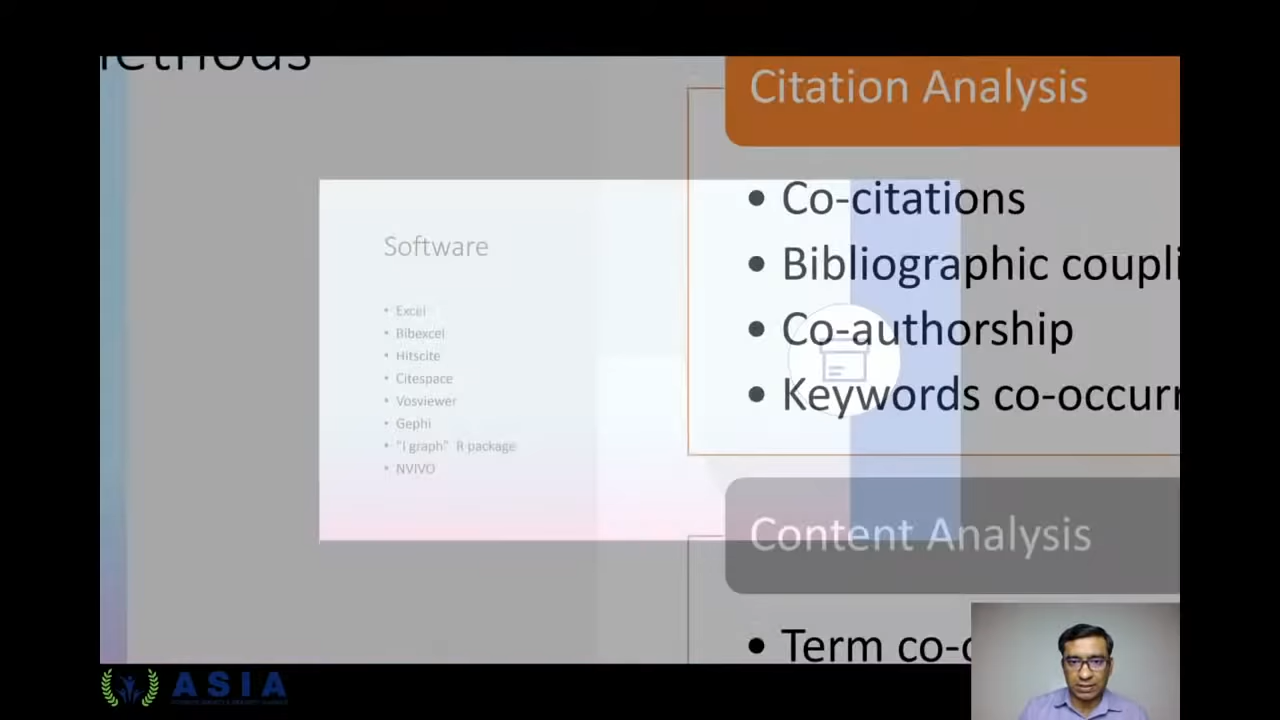 Citation Analysis
• Co-citations
• Bibliographic coupli
• Co-authorship
• Keywords co-occurr
Content Analysis
• Term co-
Software
• Excel
• Bibexcel
• Hitscite
• Citespace
• Vosviewer
• Gephi
• "I graph" R package
• NVIVO
ASIA